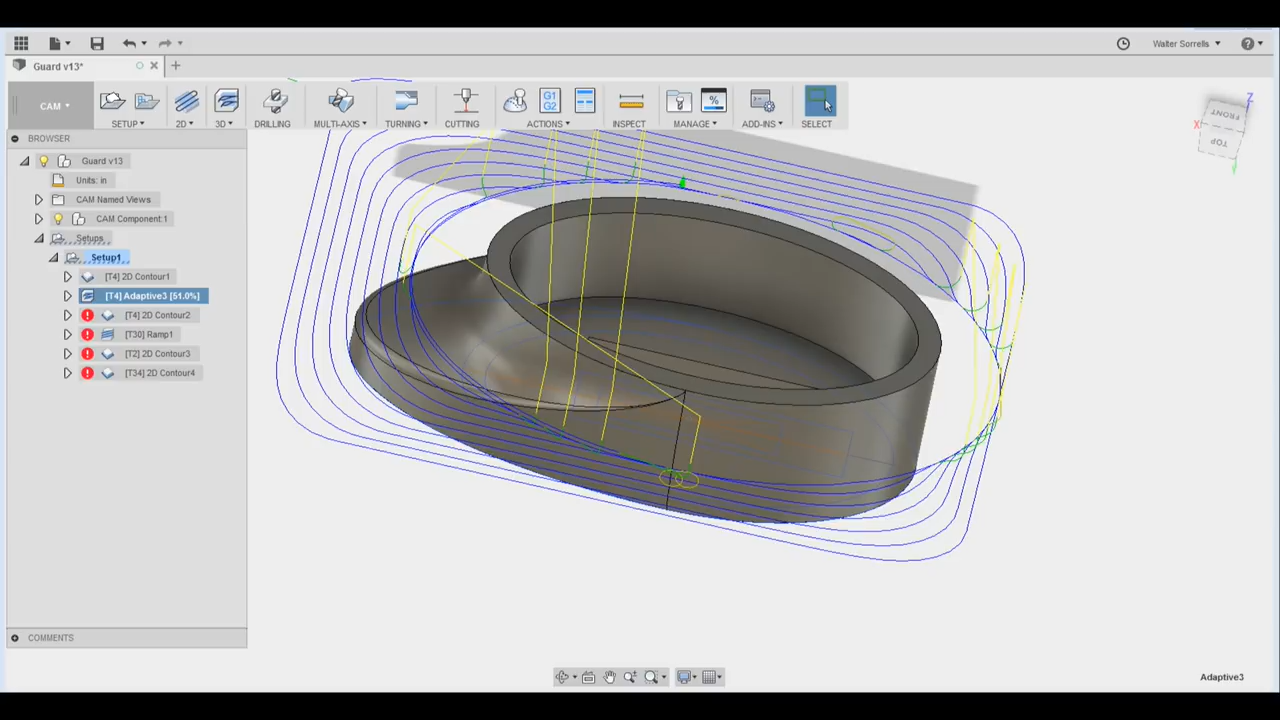 Walter Sorrells
Guard v13*
CAM
SETUP
2D
3D
DRILLING
MULTI-AXIS
TURNING
CUTTING
G1
G2
ACTIONS
INSPECT
%
MANAGE
ADD-INS
SELECT
Z
X
FRONT
TOP
BROWSER
Guard v13
Units: in
CAM Named Views
CAM Component:1
Setups
Setup1
[T4] 2D Contour1
[T4] Adaptive3 [51.0%]
[T4] 2D Contour2
[T30] Ramp1
[T2] 2D Contour3
[T34] 2D Contour4
COMMENTS
Adaptive3